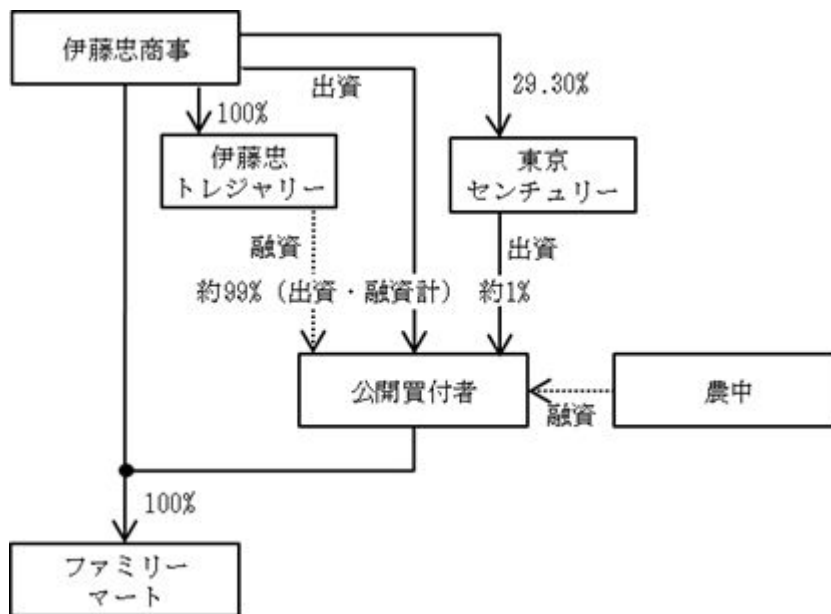 伊藤忠商事
出資
29.30%
100%
伊藤忠
トレジャリー
東京
センチュリー
融資
出資
約99%（出資・融資計）
約1%
公開買付者
農中
融資
100%
ファミリー
マート